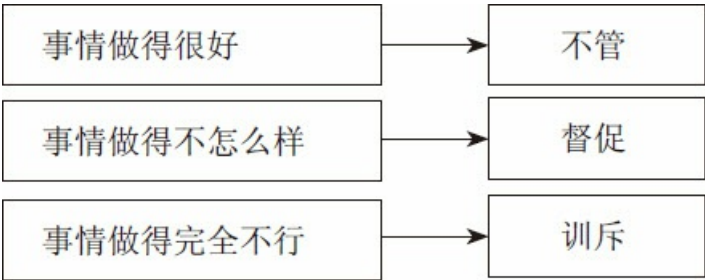 事情做得很好
不管
事情做得不怎么样
督促
事情做得完全不行
训斥